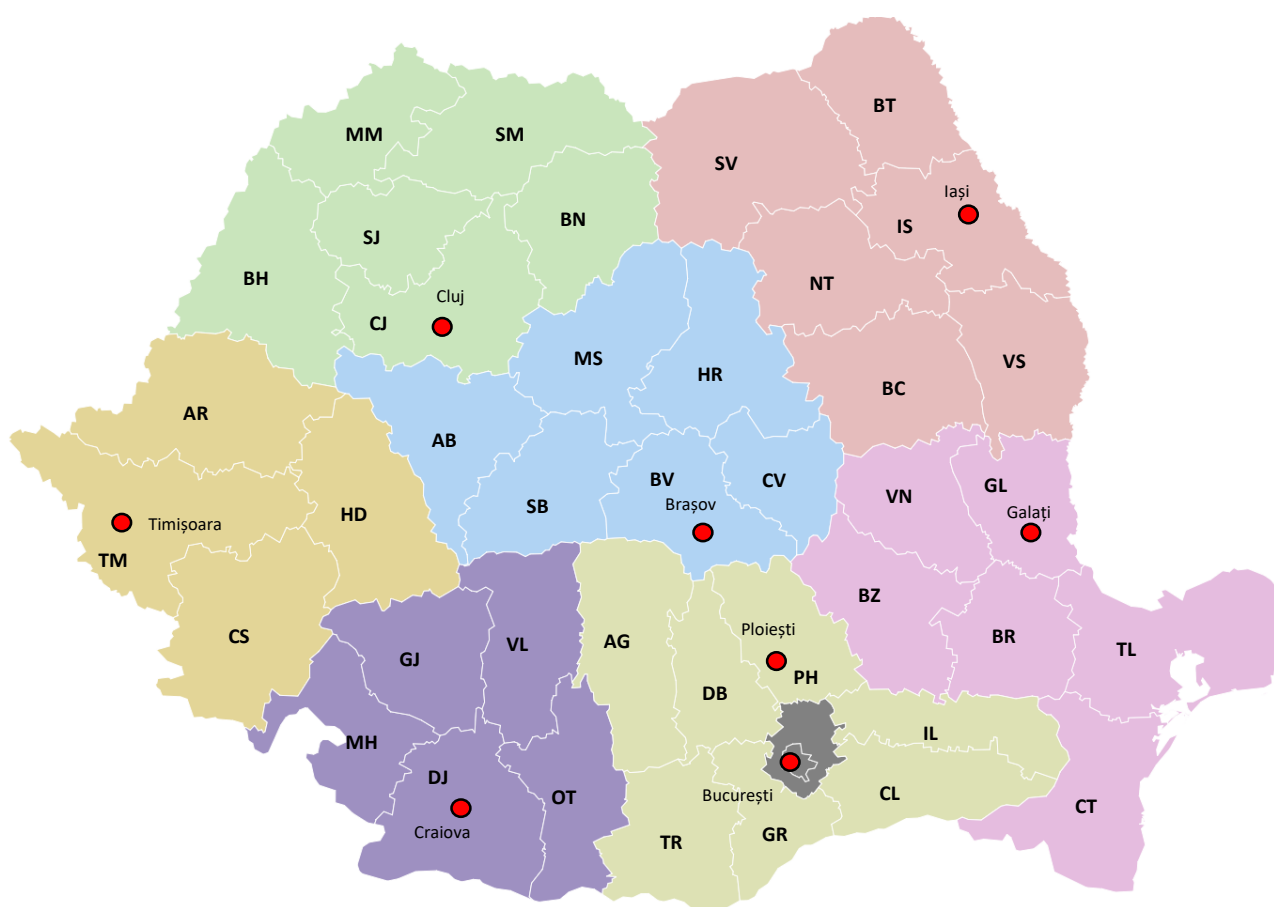 BT
MM
SM
SV
Iași
IS
BN
SJ
BH
NT
Cluj
CJ
MS
VS
HR
BC
AR
AB
BV
CV
GL
VN
Brașov
Galați
SB
HD
Timișoara
TM
BZ
Ploiești
CS
BR
AG
VL
TL
GJ
PH
DB
IL
MH
DJ
București
CL
OT
CT
Craiova
GR
TR